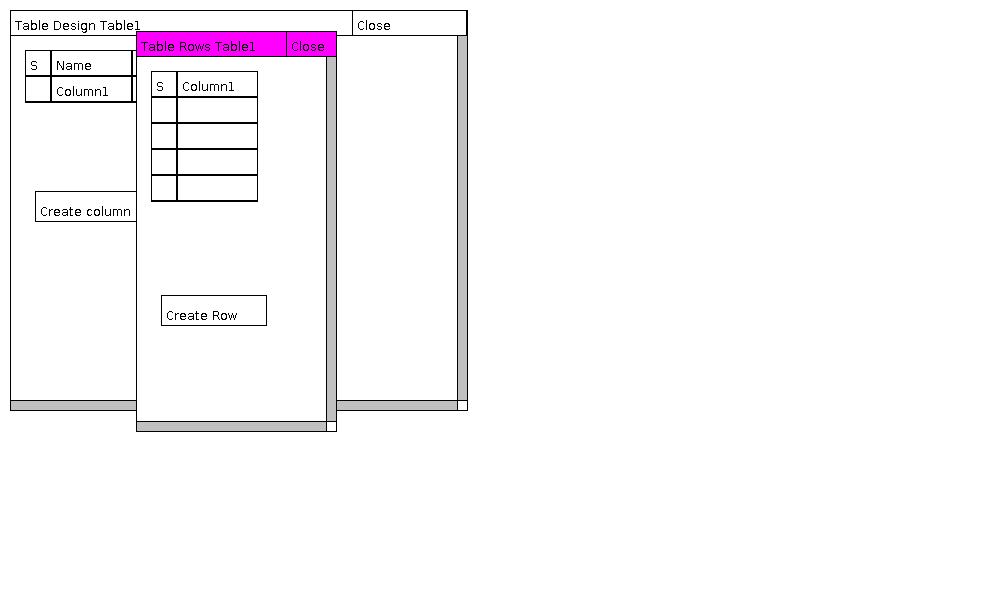 Table Design Table1
Close
Table Rows Table1
Close
S
Name
Column1
Create column
S
Column1
Create Row